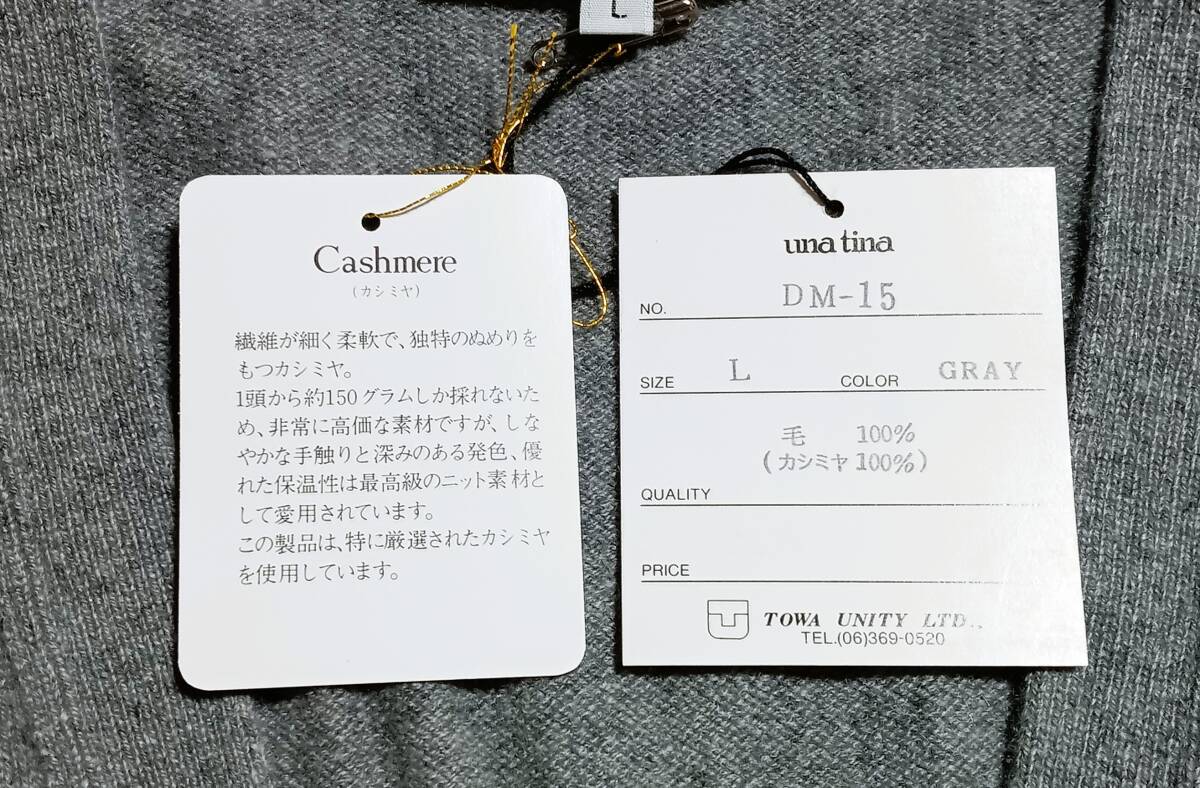 L
Cashmere
(カシミヤ)
繊維が細く柔軟で、独特のぬめりを
もつカシミヤ。
1頭から約150グラムしか採れないた
め、非常に高価な素材ですが、しな
やかな手触りと深みのある発色、優
れた保温性は最高級のニット素材と
して愛用されています。
この製品は、特に厳選されたカシミヤ
を使用しています。
una tina
NO. DM-15
SIZE L COLOR GRAY
毛 100%
(カシミヤ 100%)
QUALITY
PRICE
TOWA UNITY LTD.,
TEL.(06)369-0520